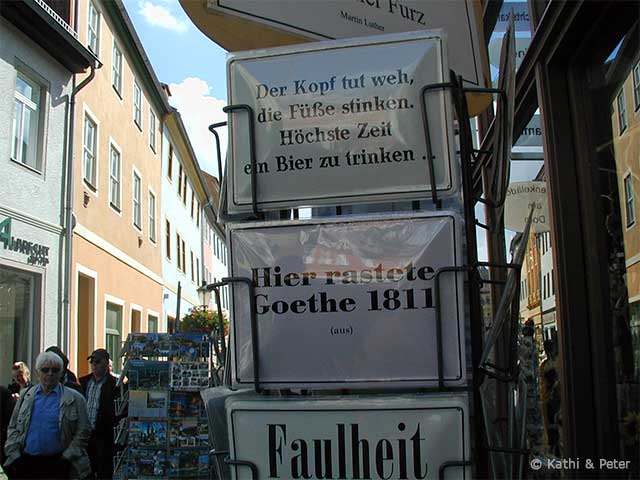 Furz
Martin Luther
Der Kopf tut weh,
die Füße stinken.
Höchste Zeit
ein Bier zu trinken ...
Hier rastete
Goethe 1811
(aus)
Faulheit
© Kathi & Peter